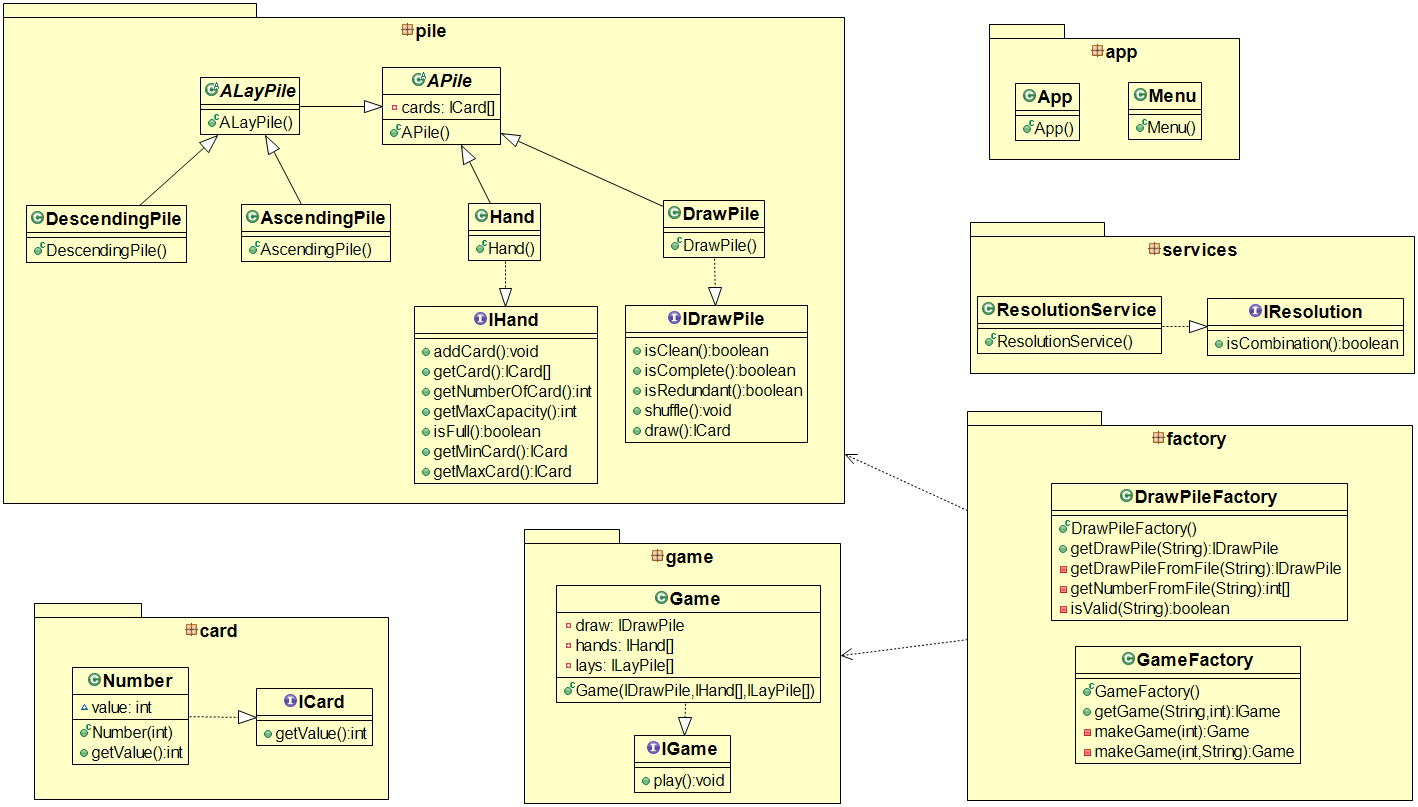 pile
ALayPile
ALayPile()
APile
cards: ICard[]
APile()
DescendingPile
DescendingPile()
AscendingPile
AscendingPile()
Hand
Hand()
DrawPile
DrawPile()
IHand
addCard():void
getCard():ICard[]
getNumberOfCard():int
getMaxCapacity():int
isFull():boolean
getMinCard():ICard
getMaxCard():ICard
IDrawPile
isClean():boolean
isComplete():boolean
isRedundant():boolean
shuffle():void
draw():ICard
app
App
App()
Menu
Menu()
services
ResolutionService
ResolutionService()
IResolution
isCombination():boolean
factory
DrawPileFactory
DrawPileFactory()
getDrawPile(String):IDrawPile
getDrawPileFromFile(String):IDrawPile
getNumberFromFile(String):int[]
isValid(String):boolean
GameFactory
GameFactory()
getGame(String,int):IGame
makeGame(int):Game
makeGame(int,String):Game
game
Game
draw: IDrawPile
hands: IHand[]
lays: ILayPile[]
Game(IDrawPile,IHand[],ILayPile[])
IGame
play():void
card
Number
value: int
Number(int)
getValue():int
ICard
getValue():int